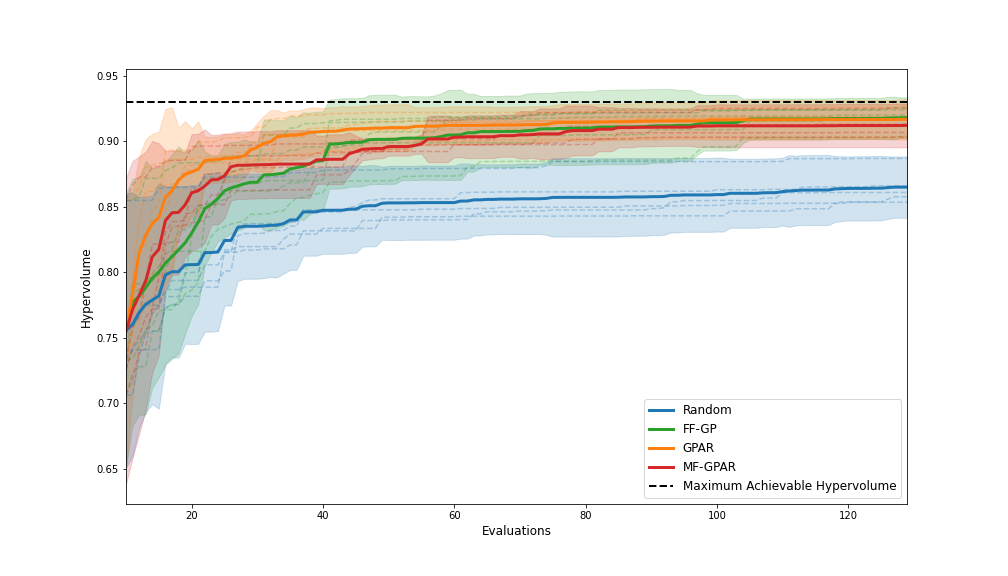 0.95
0.90
0.85
0.80
0.75
0.70
0.65
Hypervolume
20
40
60
80
100
120
Evaluations
Random
FF-GP
GPAR
MF-GPAR
Maximum Achievable Hypervolume